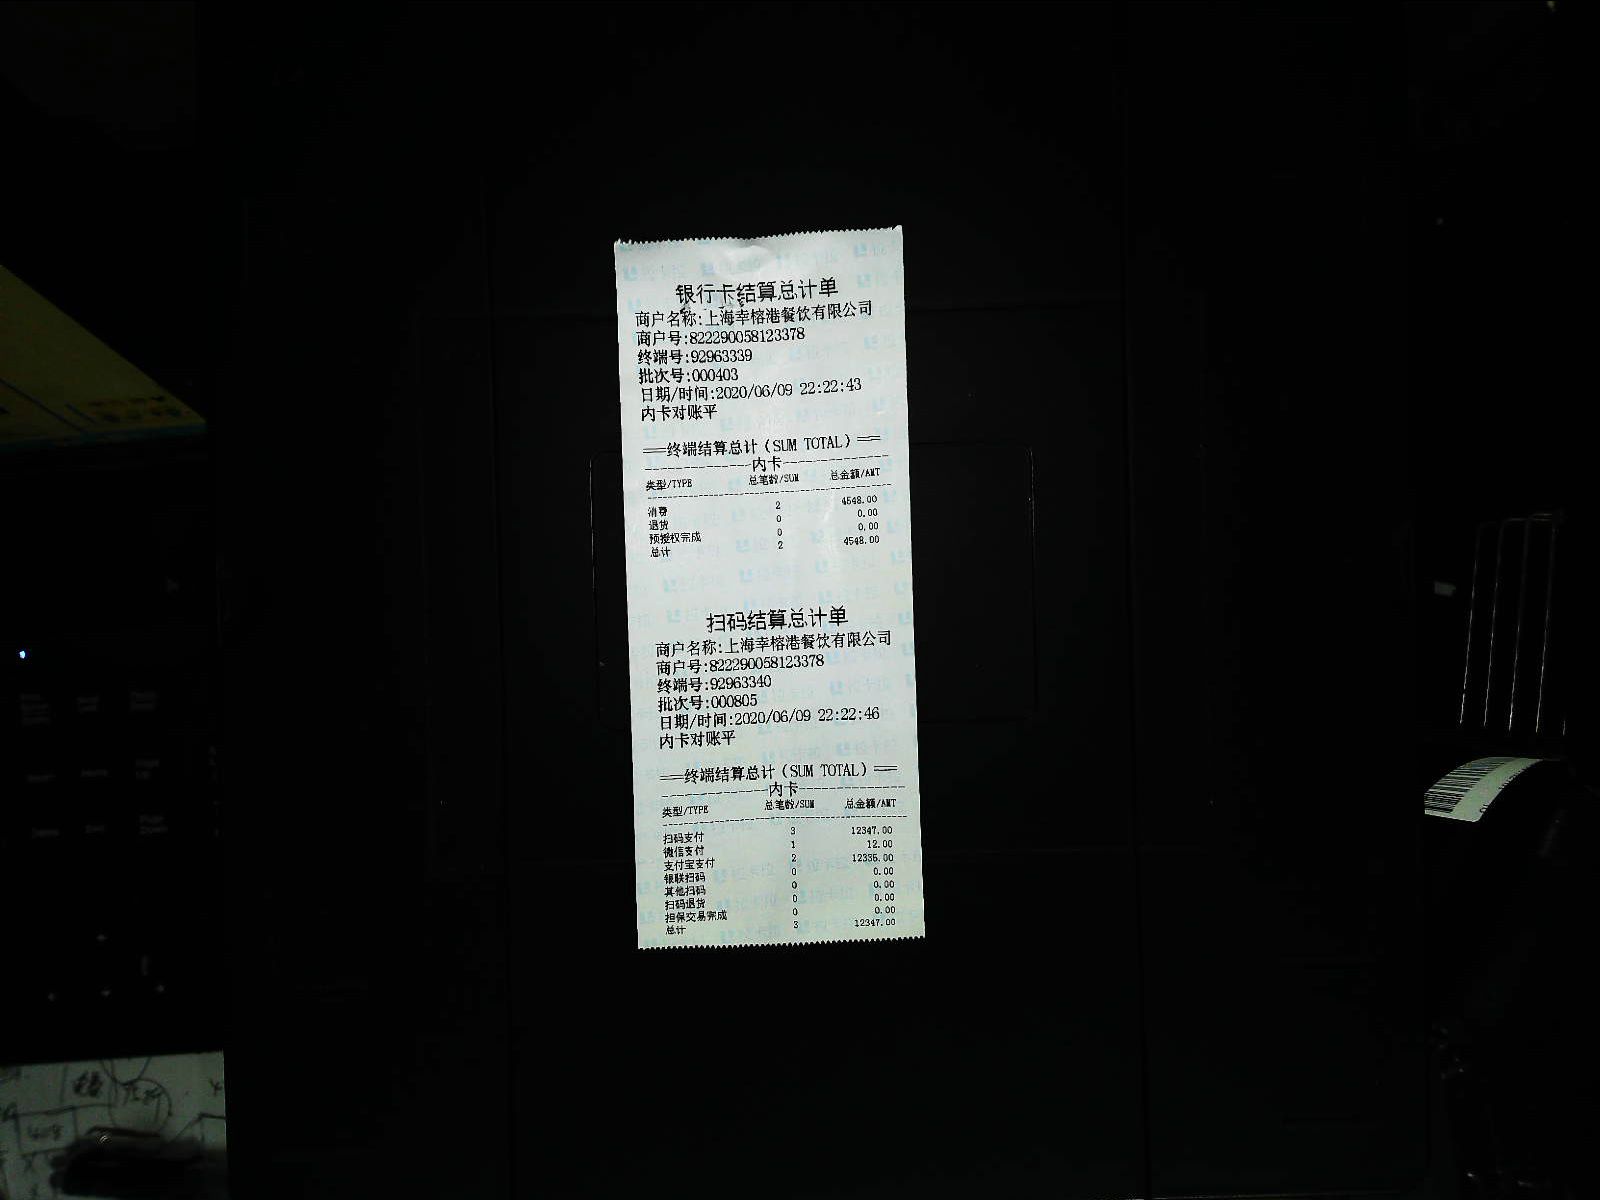 银行卡结算总计单
商户名称:上海幸榕港餐饮有限公司
商户号:822290058123378
终端号:92963339
批次号:000403
日期/时间:2020/06/09 22:22:43
内卡对账平
===终端结算总计(SUM TOTAL)===
内卡
类型/TYPE 总笔数/SUM 总金额/AMT
消费 2 4548.00
退货 0 0.00
预授权完成 0 0.00
总计 2 4548.00
扫码结算总计单
商户名称:上海幸榕港餐饮有限公司
商户号:822290058123378
终端号:92963340
批次号:000805
日期/时间:2020/06/09 22:22:46
内卡对账平
===终端结算总计(SUM TOTAL)===
内卡
类型/TYPE 总笔数/SUM 总金额/AMT
扫码支付 3 12347.00
微信支付 1 12.00
支付宝支付 2 12335.00
银联扫码 0 0.00
其他扫码 0 0.00
扫码退货 0 0.00
担保交易完成 0 0.00
总计 3 12347.00